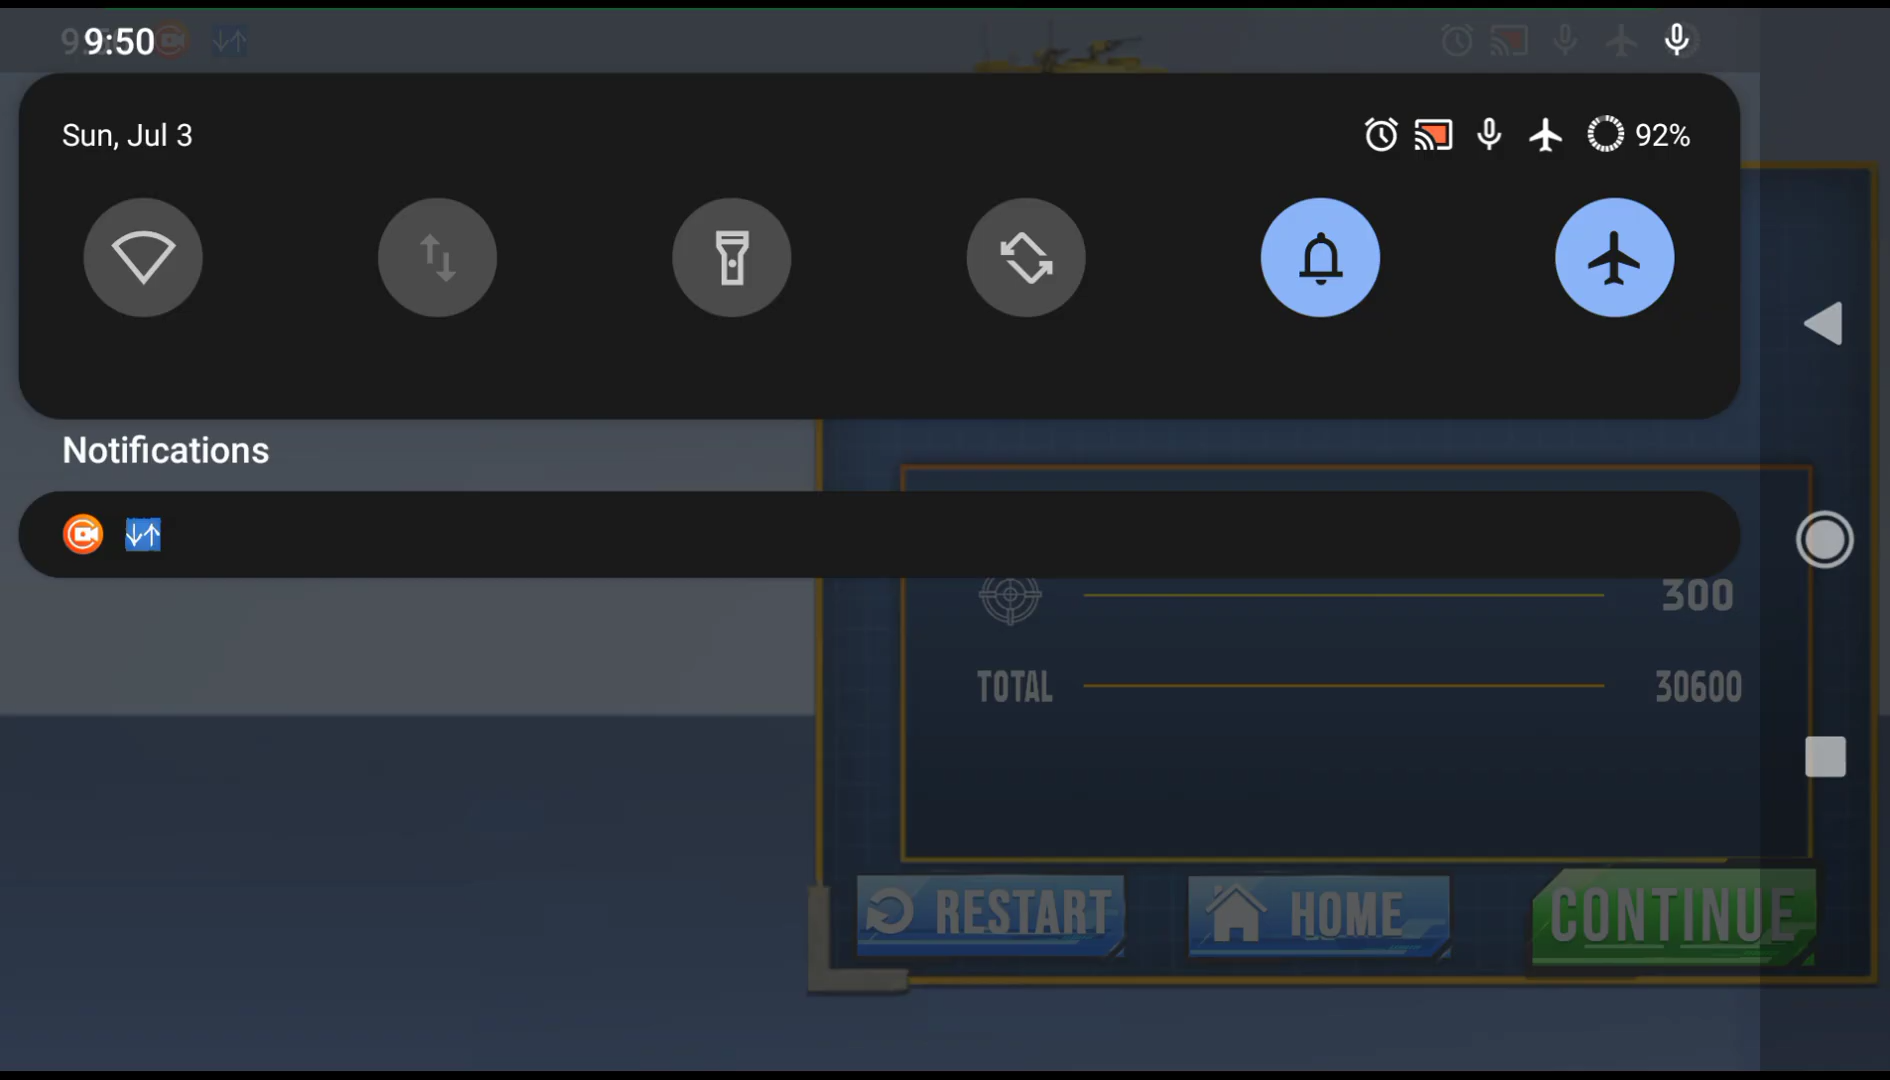 9:50
Sun, Jul 3
92%
Notifications
300
TOTAL 30600
RESTART HOME CONTINUE